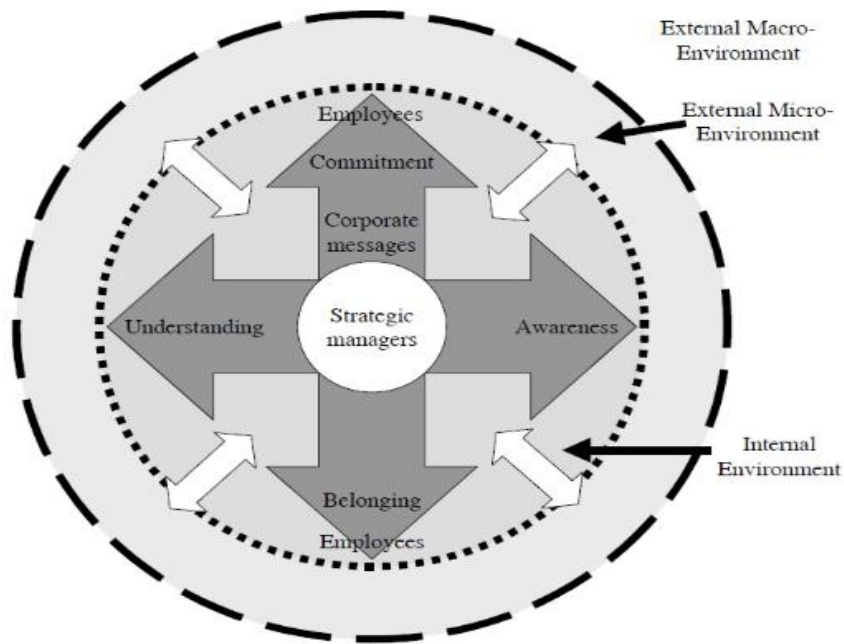 External Macro-
Environment
External Micro-
Environment
Employees
Commitment
Corporate
messages
Understanding
Strategic
managers
Awareness
Internal
Environment
Belonging
Employees